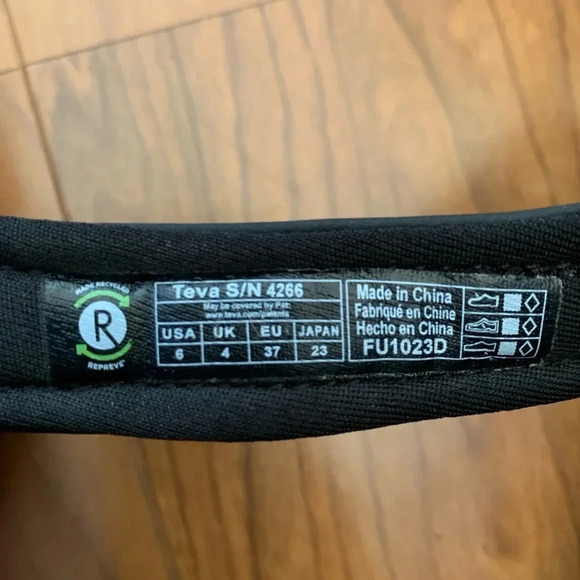 MADE RECYCLED
R
REPREVE®
Teva S/N 4266
May be covered by Pat:
www.teva.com/patents
USA UK EU JAPAN
6 4 37 23
Made in China
Fabriqué en Chine
Hecho en China
FU1023D